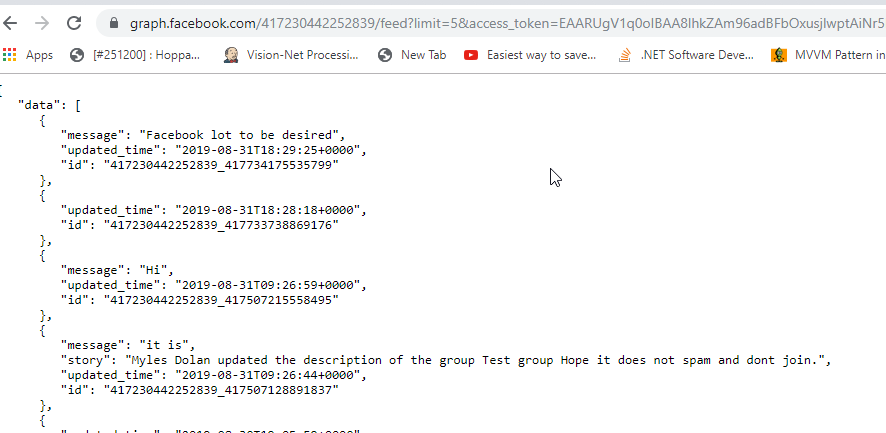 graph.facebook.com/417230442252839/feed?limit=5&access_token=
Apps [#251200] : Hoppa... Vision-Net Processi... New Tab Easiest way to save... .NET Software Deve... MVVM Pattern in
{
"data": [
{
"message": "Facebook lot to be desired",
"updated_time": "2019-08-31T18:29:25+0000",
"id": "417230442252839_417734175535799"
},
{
"updated_time": "2019-08-31T18:28:18+0000",
"id": "417230442252839_417733738869176"
},
{
"message": "Hi",
"updated_time": "2019-08-31T09:26:59+0000",
"id": "417230442252839_417507215558495"
},
{
"message": "it is",
"story": "Myles Dolan updated the description of the group Test group Hope it does not spam and dont join.",
"updated_time": "2019-08-31T09:26:44+0000",
"id": "417230442252839_417507128891837"
},
{